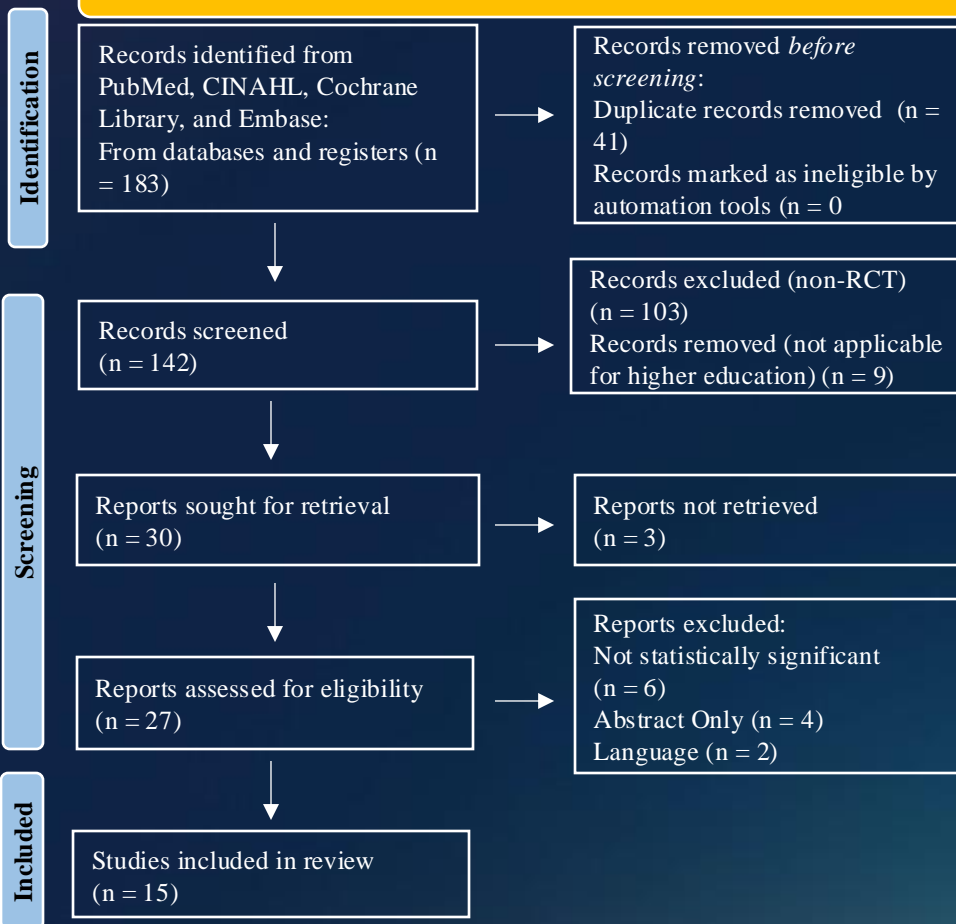 Identification
Records identified from
PubMed, CINAHL, Cochrane
Library, and Embase:
From databases and registers (n
= 183)
Records removed before
screening:
Duplicate records removed (n =
41)
Records marked as ineligible by
automation tools (n = 0
Screening
Records screened
(n = 142)
Records excluded (non-RCT)
(n = 103)
Records removed (not applicable
for higher education) (n = 9)
Reports sought for retrieval
(n = 30)
Reports not retrieved
(n = 3)
Reports assessed for eligibility
(n = 27)
Reports excluded:
Not statistically significant
(n = 6)
Abstract Only (n = 4)
Language (n = 2)
Included
Studies included in review
(n = 15)